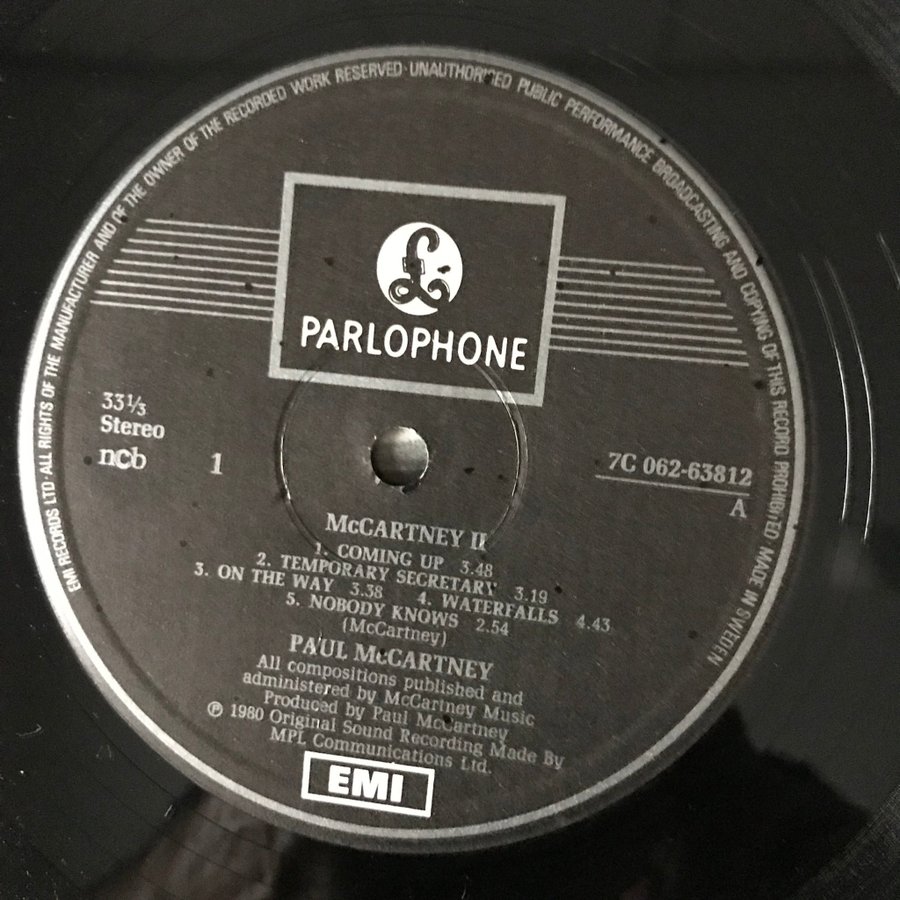 EMI RECORDS LTD·ALL RIGHTS OF THE MANUFACTURER AND OF THE OWNER OF THE RECORDED WORK RESERVED·UNAUTHORISED PUBLIC PERFORMANCE BROADCASTING AND COPYING OF THIS RECORD PROHIBITED MADE IN SWEDEN
£
PARLOPHONE
33⅓
Stereo
ncb 1
7C 062-63812
A
McCARTNEY II
1. COMING UP 3.48
2. TEMPORARY SECRETARY 3.19
3. ON THE WAY 3.38 4. WATERFALLS 4.43
5. NOBODY KNOWS 2.54
(McCartney)
PAUL McCARTNEY
All compositions published and
administered by McCartney Music
Produced by Paul McCartney
℗ 1980 Original Sound Recording Made By
MPL Communications Ltd.
EMI